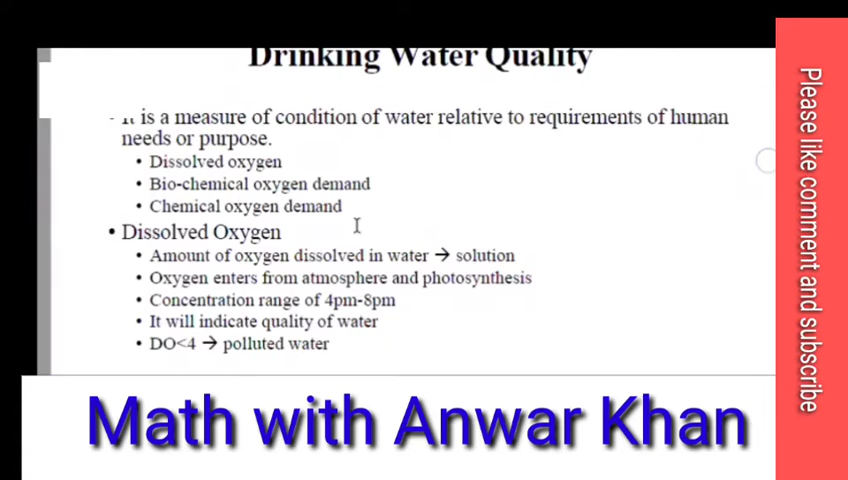 Drinking Water Quality
- It is a measure of condition of water relative to requirements of human
needs or purpose.
• Dissolved oxygen
• Bio-chemical oxygen demand
• Chemical oxygen demand
• Dissolved Oxygen
• Amount of oxygen dissolved in water → solution
• Oxygen enters from atmosphere and photosynthesis
• Concentration range of 4pm-8pm
• It will indicate quality of water
• DO<4 → polluted water
Math with Anwar Khan
Please like comment and subscribe